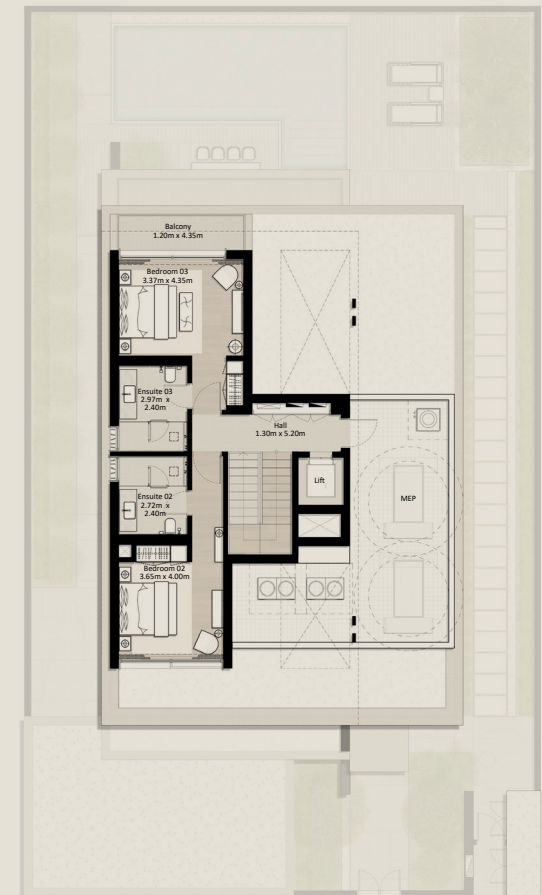 Balcony
1.20m x 4.35m
Bedroom 03
3.37m x 4.35m
Ensuite 03
2.97m x
2.40m
Hall
1.30m x 5.20m
Lift
MEP
Ensuite 02
2.72m x
2.40m
Bedroom 02
3.65m x 4.00m